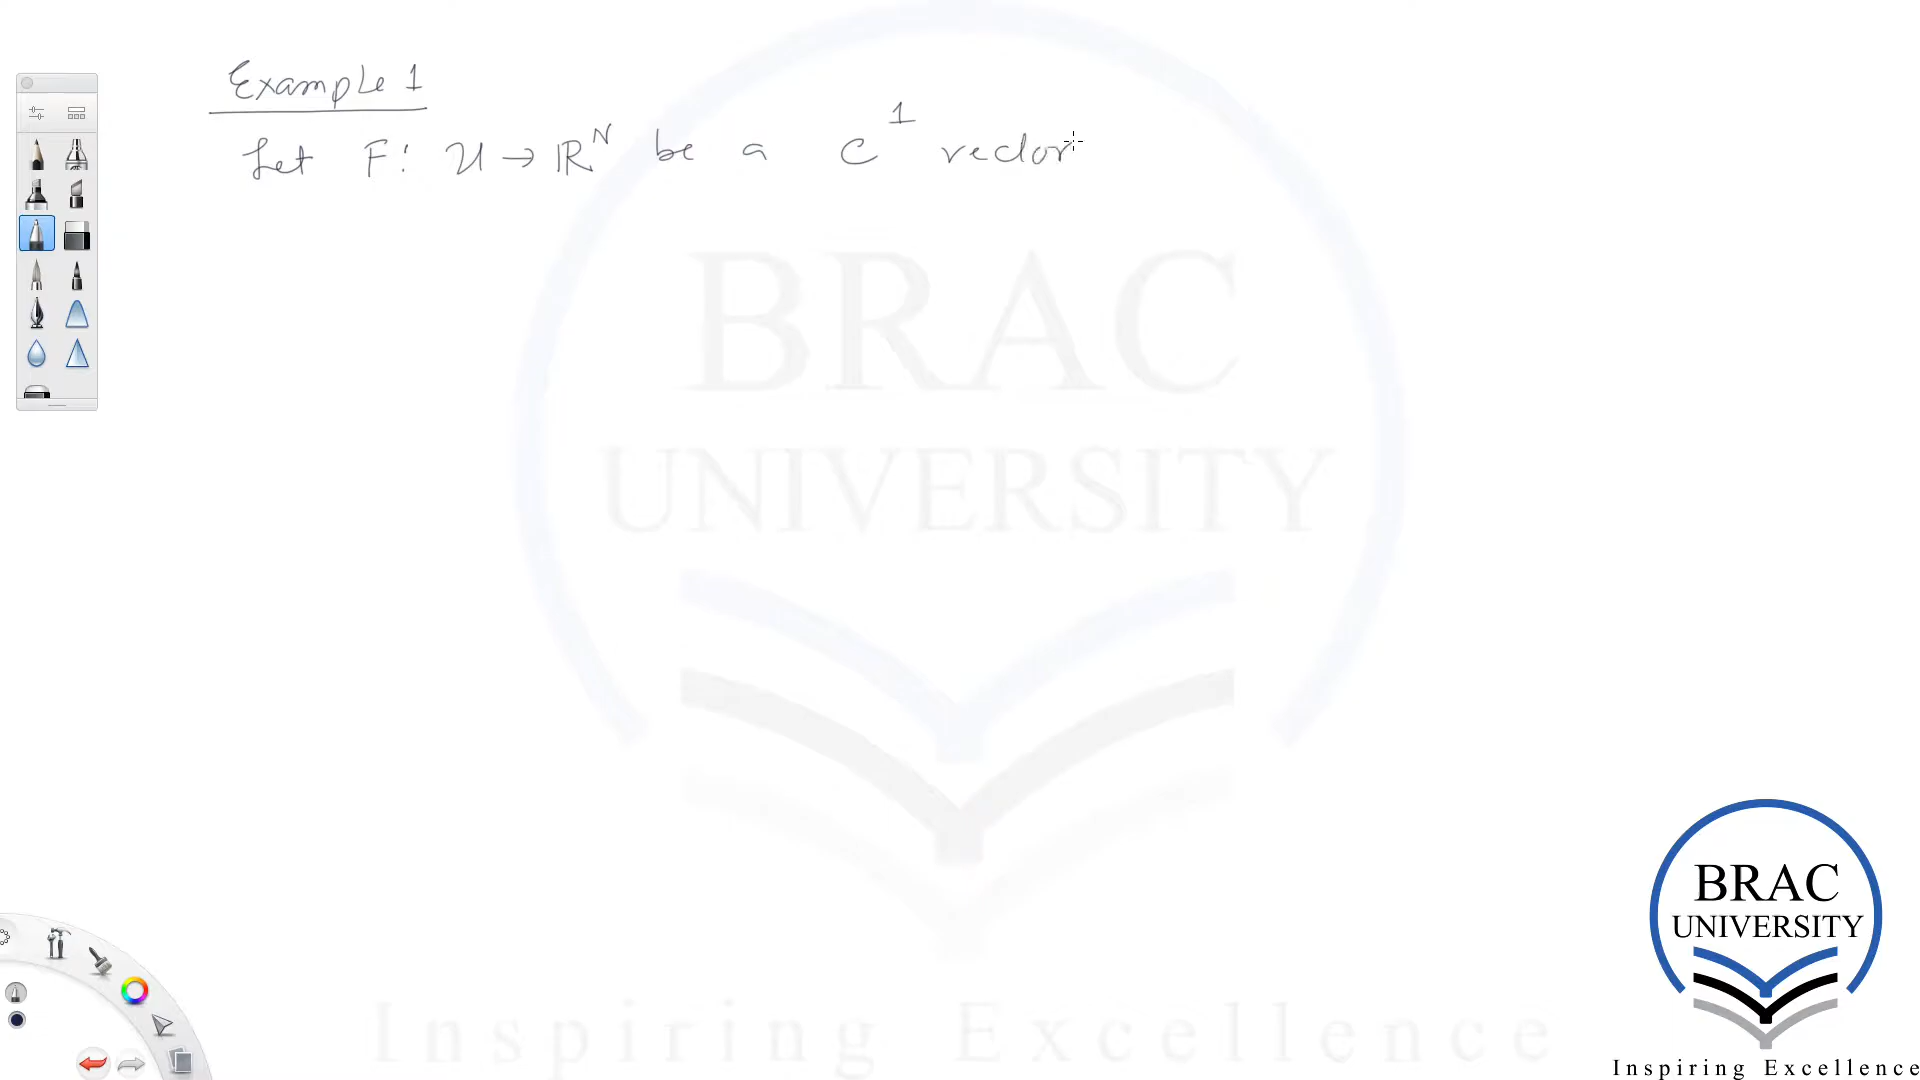 Example 1
Let F: U → ℝ^N be a C^1 vector
BRAC
UNIVERSITY
Inspiring Excellence
BRAC
UNIVERSITY
Inspiring Excellence